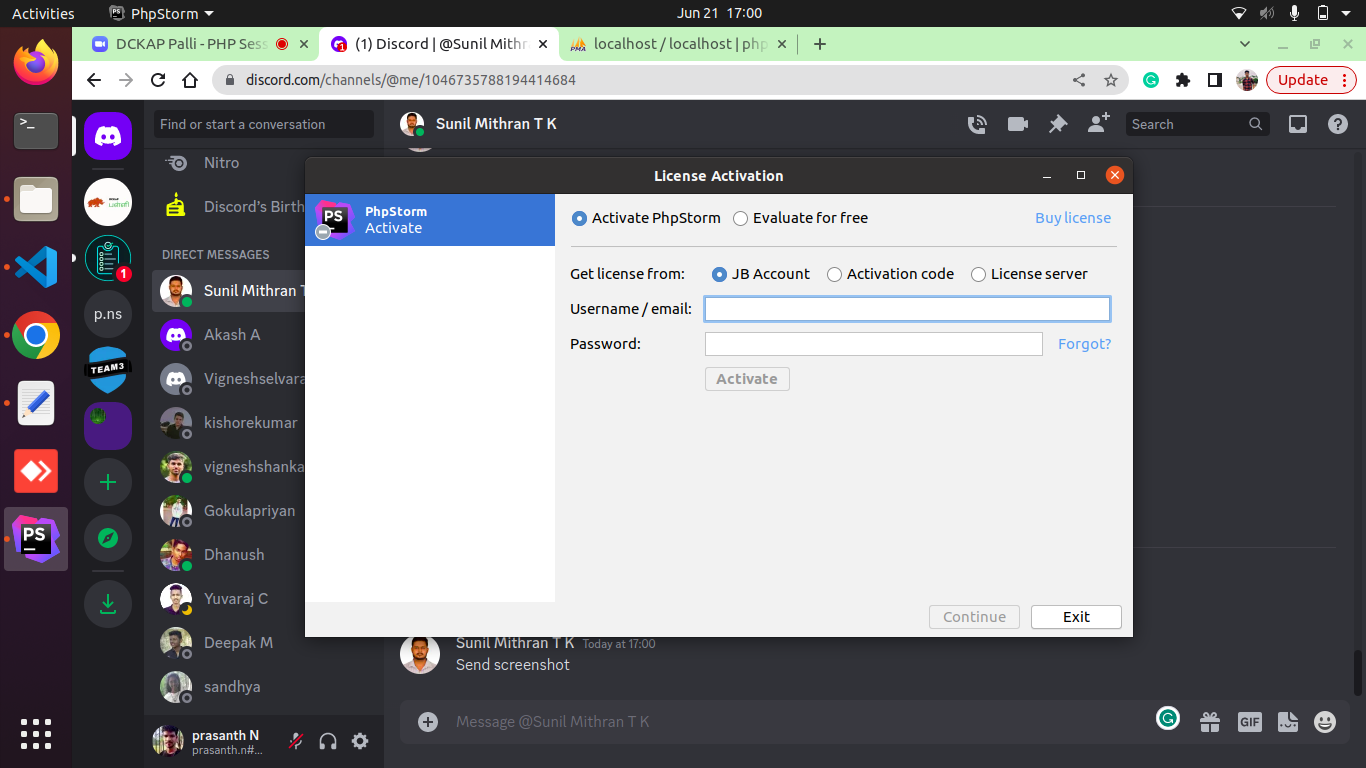 Activities PhpStorm Jun 21 17:00
DCKAP Palli - PHP Sess (1) Discord | @Sunil Mithr localhost / localhost | php
discord.com/channels/@me/1046735788194414684 Update
Find or start a conversation
Sunil Mithran T K
Search
Nitro
Discord's Birth
DIRECT MESSAGES
Sunil Mithran T
Akash A
Vigneshselvara
kishorekumar
vigneshshanka
Gokulapriyan
Dhanush
Yuvaraj C
Deepak M
sandhya
prasanth N
prasanth.n#...
1
p.ns
TEAM3
>_
PS
License Activation
PS
PhpStorm
Activate
Activate PhpStorm Evaluate for free Buy license
Get license from: JB Account Activation code License server
Username / email:
Password: Forgot?
Activate
Continue Exit
Sunil Mithran T K Today at 17:00
Send screenshot
Message @Sunil Mithran T K
GIF